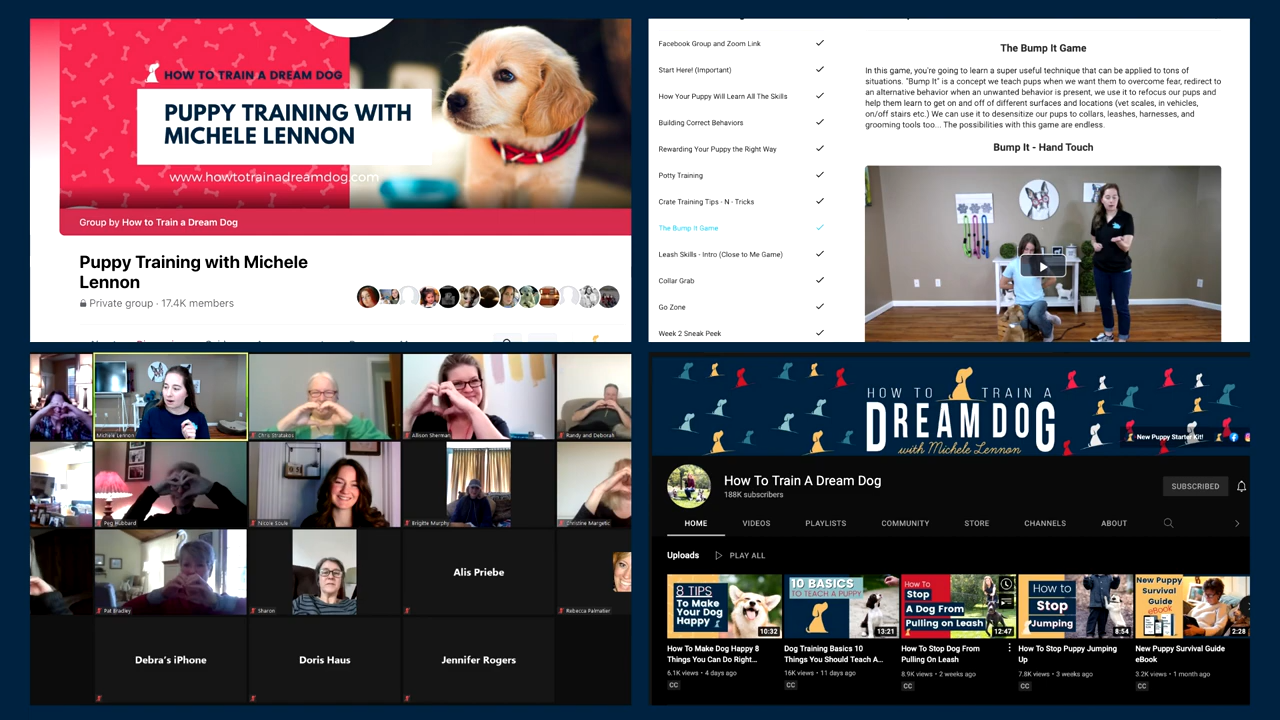 HOW TO TRAIN A DREAM DOG
PUPPY TRAINING WITH
MICHELE LENNON
www.howtotrainadreamdog.com
Group by How to Train a Dream Dog
Puppy Training with Michele
Lennon
Private group · 17.4K members
Facebook Group and Zoom Link
Start Here! (Important)
How Your Puppy Will Learn All The Skills
Building Correct Behaviors
Rewarding Your Puppy the Right Way
Potty Training
Crate Training Tips - N - Tricks
The Bump It Game
Leash Skills - Intro (Close to Me Game)
Collar Grab
Go Zone
Week 2 Sneak Peek
The Bump It Game
In this game, you're going to learn a super useful technique that can be applied to tons of
situations. "Bump It" is a concept we teach pups when we want them to overcome fear, redirect to
an alternative behavior when an unwanted behavior is present, we use it to refocus our pups and
help them learn to get on and off of different surfaces and locations (vet scales, in vehicles,
on/off stairs etc.) We can use it to desensitize our pups to collars, leashes, harnesses, and
grooming tools too... The possibilities with this game are endless.
Bump It - Hand Touch
Michele Lennon
Chris Stratakos
Allison Sherman
Randy and Deborah
Peg Hubbard
Nicole Soule
Brigitte Murphy
Christine Margetic
Pat Bradley
Sharon
Alis Priebe
Rebecca Palmatier
Debra's iPhone
Doris Haus
Jennifer Rogers
HOW TO TRAIN A
DREAM DOG
with Michele Lennon
New Puppy Starter Kit!
How To Train A Dream Dog
188K subscribers
SUBSCRIBED
HOME VIDEOS PLAYLISTS COMMUNITY STORE CHANNELS ABOUT
Uploads PLAY ALL
8 TIPS
To Make
Your Dog
Happy
10:32
10 BASICS
TO TEACH A PUPPY
13:21
How To
Stop
A Dog From
Pulling on Leash
12:47
How to
Stop
Jumping
8:54
New Puppy
Survival
Guide
eBook
2:28
How To Make Dog Happy 8
Things You Can Do Right...
6.1K views • 4 days ago
CC
Dog Training Basics 10
Things You Should Teach A...
16K views • 11 days ago
CC
How To Stop Dog From
Pulling On Leash
8.9K views • 2 weeks ago
CC
How To Stop Puppy Jumping
Up
7.8K views • 3 weeks ago
CC
New Puppy Survival Guide
eBook
3.2K views • 1 month ago
CC